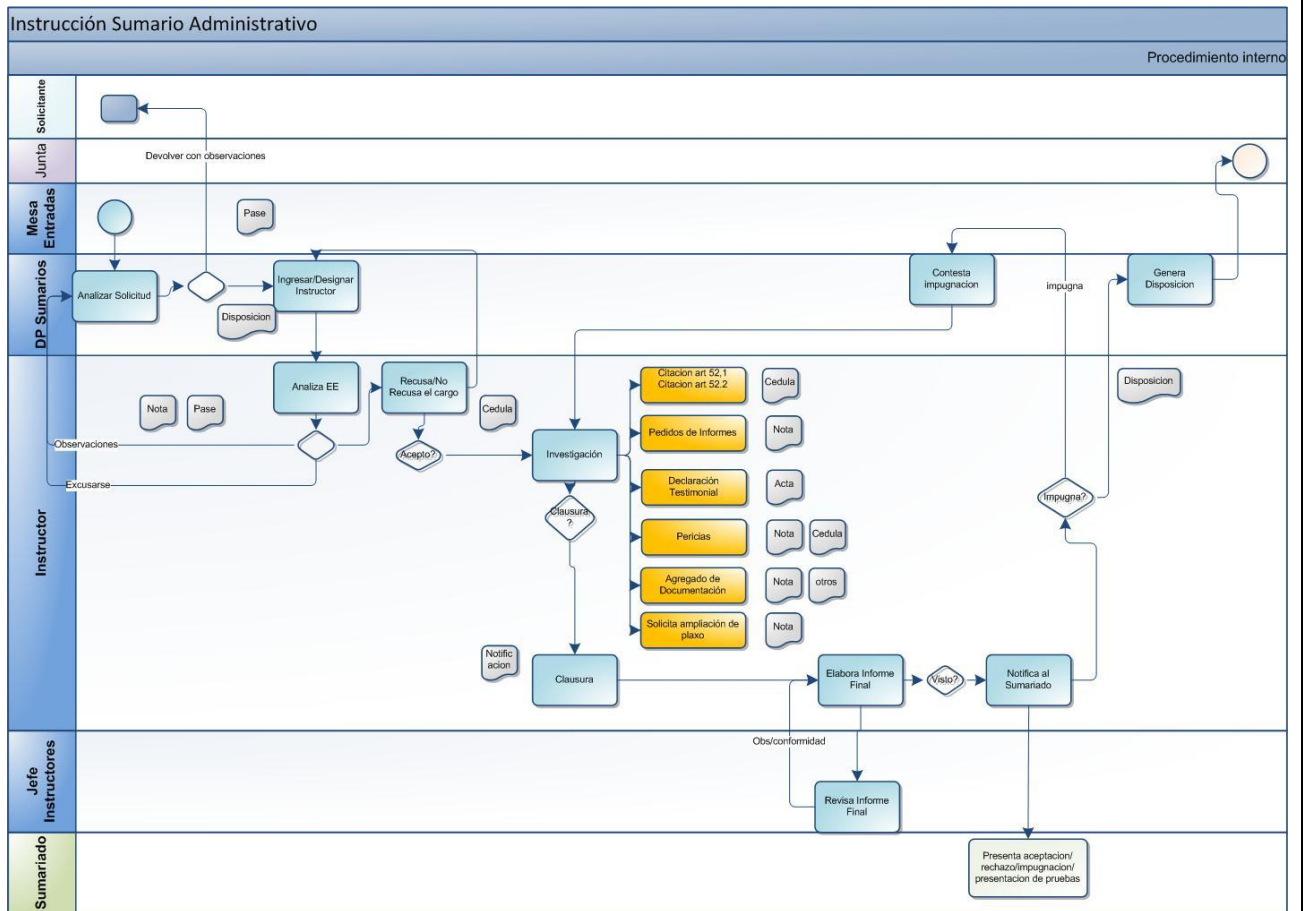 Instrucción Sumario Administrativo
Procedimiento interno
Solicitante
Devolver con observaciones
Junta
Mesa
Entradas
Pase
DP Sumarios
Analizar Solicitud
Ingresar/Designar
Instructor
Disposicion
Contesta
impugnacion
impugna
Genera
Disposicion
Instructor
Analiza EE
Recusa/No
Recusa el cargo
Nota
Pase
Cedula
Observaciones
Acepto?
Excusarse
Investigación
Clausura
?
Citacion art 52,1
Citacion art 52.2
Cedula
Pedidos de Informes
Nota
Declaración
Testimonial
Acta
Pericias
Nota
Cedula
Agregado de
Documentación
Nota
otros
Solicita ampliación de
plaxo
Nota
Disposicion
Impugna?
Notific
acion
Clausura
Elabora Informe
Final
Visto?
Notifica al
Sumariado
Jefe
Instructores
Obs/conformidad
Revisa Informe
Final
Sumariado
Presenta aceptacion/
rechazo/impugnacion/
presentacion de pruebas